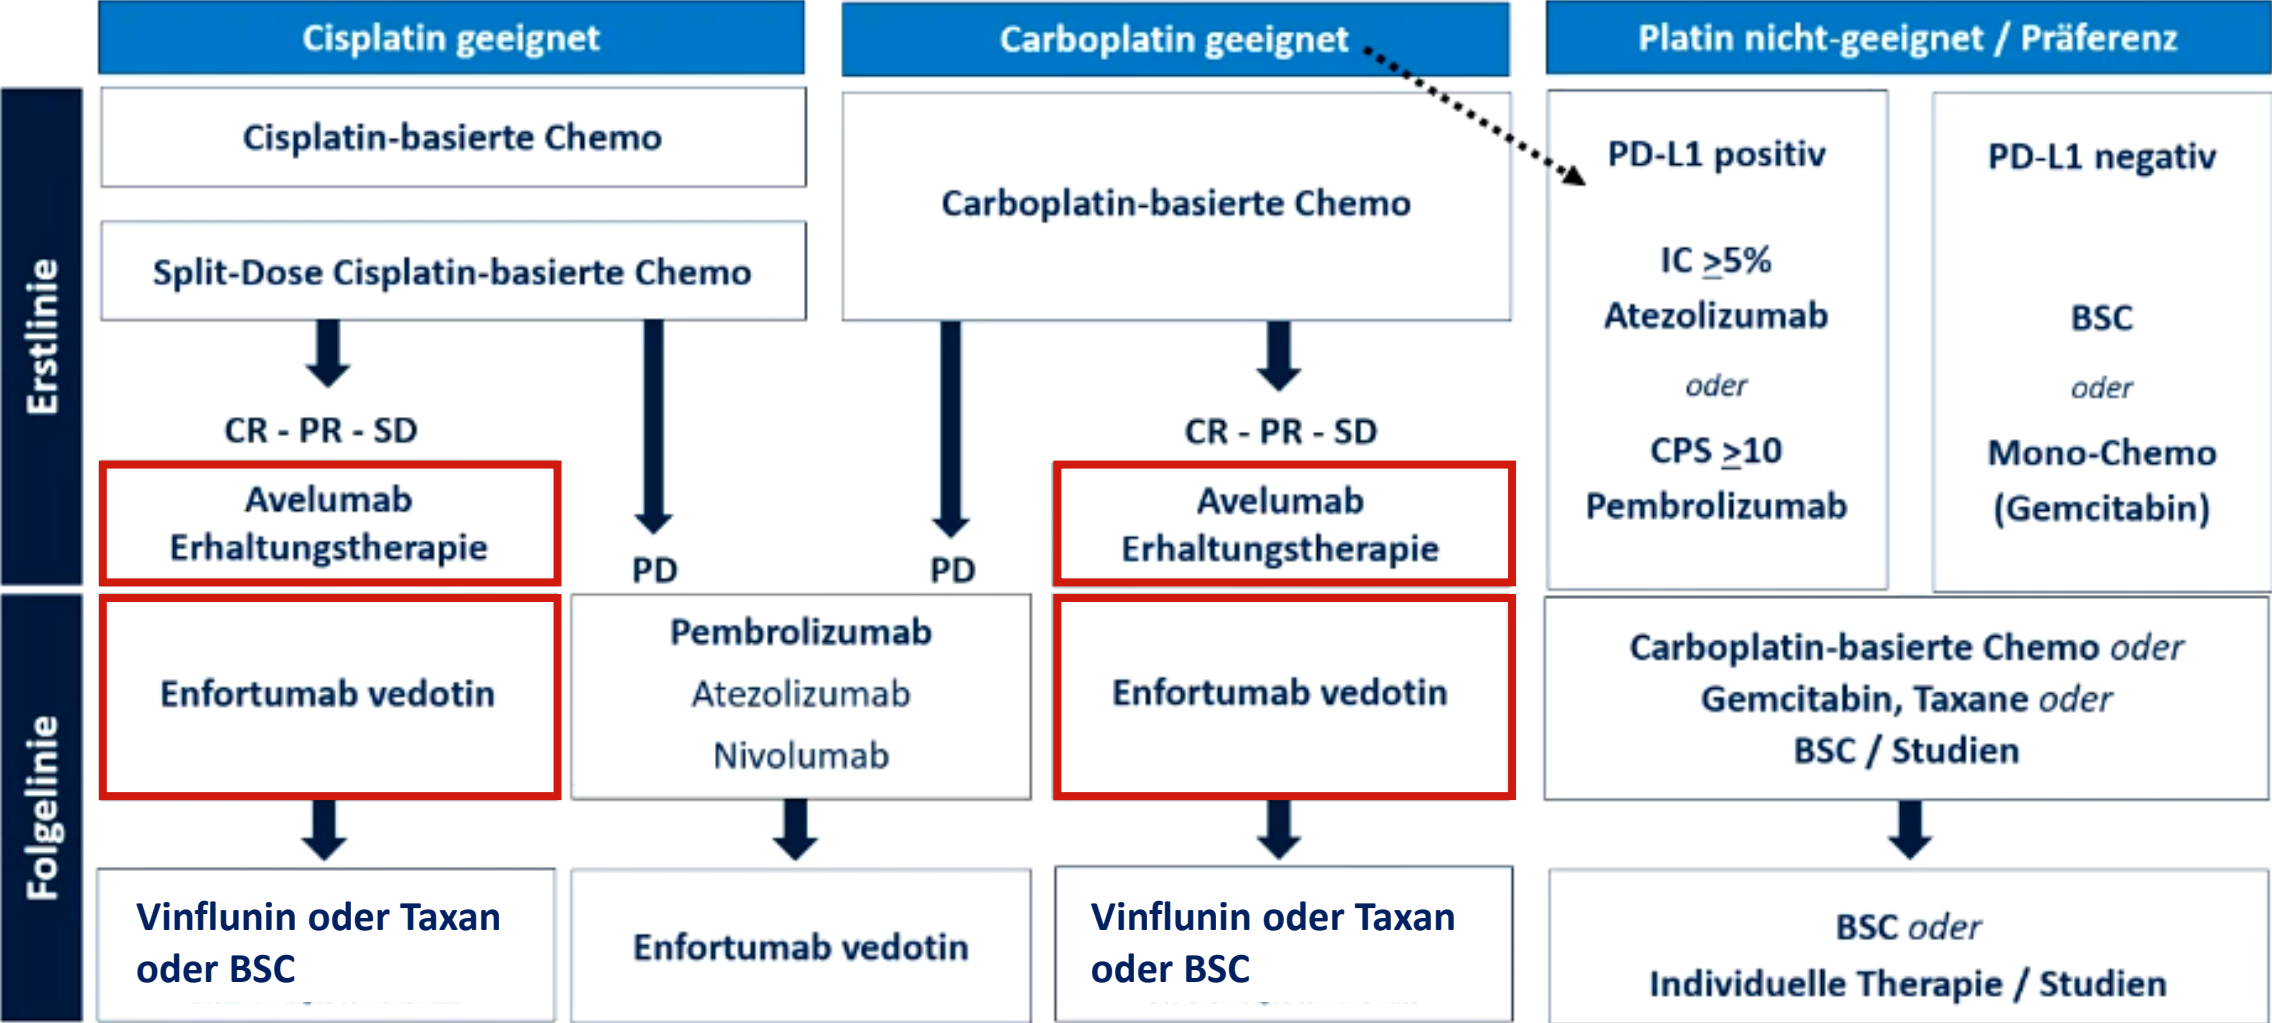 Cisplatin geeignet
Carboplatin geeignet
Platin nicht-geeignet / Präferenz
Erstlinie
Cisplatin-basierte Chemo
Split-Dose Cisplatin-basierte Chemo
CR - PR - SD
Avelumab
Erhaltungstherapie
PD
Carboplatin-basierte Chemo
PD
CR - PR - SD
Avelumab
Erhaltungstherapie
PD-L1 positiv
IC ≥5%
Atezolizumab
oder
CPS ≥10
Pembrolizumab
PD-L1 negativ
BSC
oder
Mono-Chemo
(Gemcitabin)
Folgelinie
Enfortumab vedotin
Pembrolizumab
Atezolizumab
Nivolumab
Enfortumab vedotin
Carboplatin-basierte Chemo oder
Gemcitabin, Taxane oder
BSC / Studien
Vinflunin oder Taxan
oder BSC
Enfortumab vedotin
Vinflunin oder Taxan
oder BSC
BSC oder
Individuelle Therapie / Studien